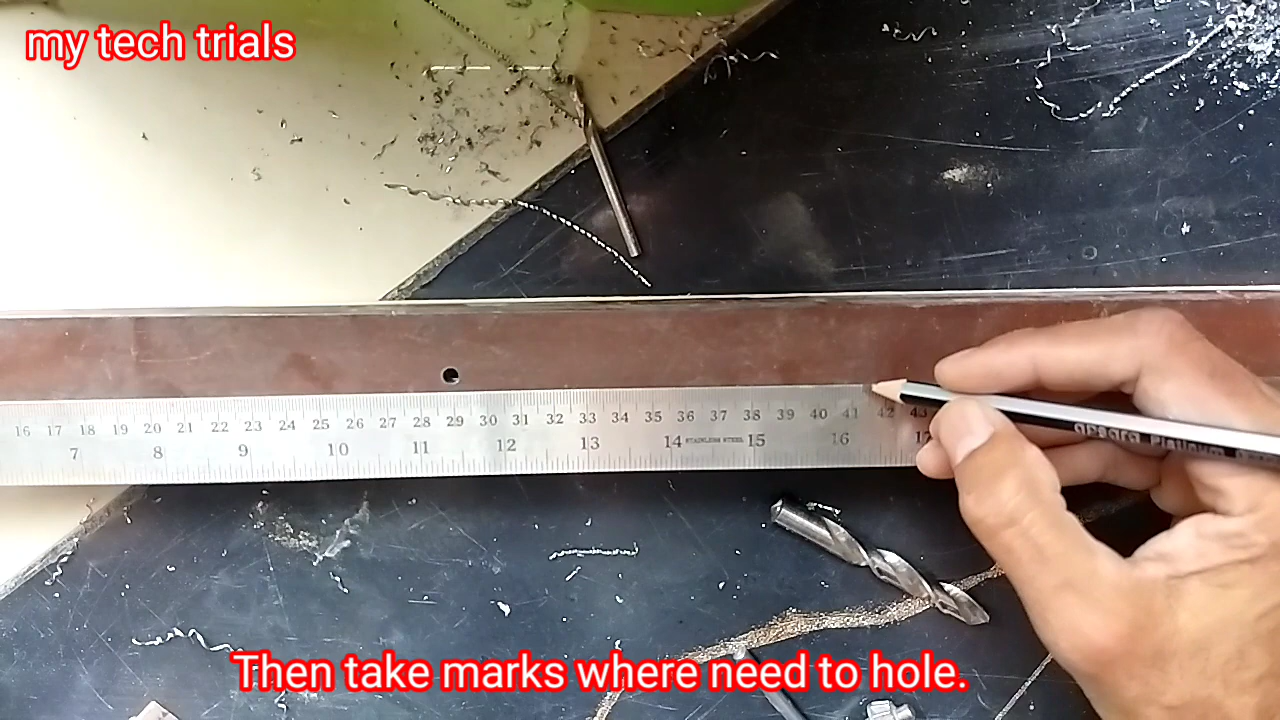 my tech trials
16 17 18 19 20 21 22 23 24 25 26 27 28 29 30 31 32 33 34 35 36 37 38 39 40 41 42 43
7 8 9 10 11 12 13 14 STAINLESS STEEL 15 16 17
apsara
Then take marks where need to hole.